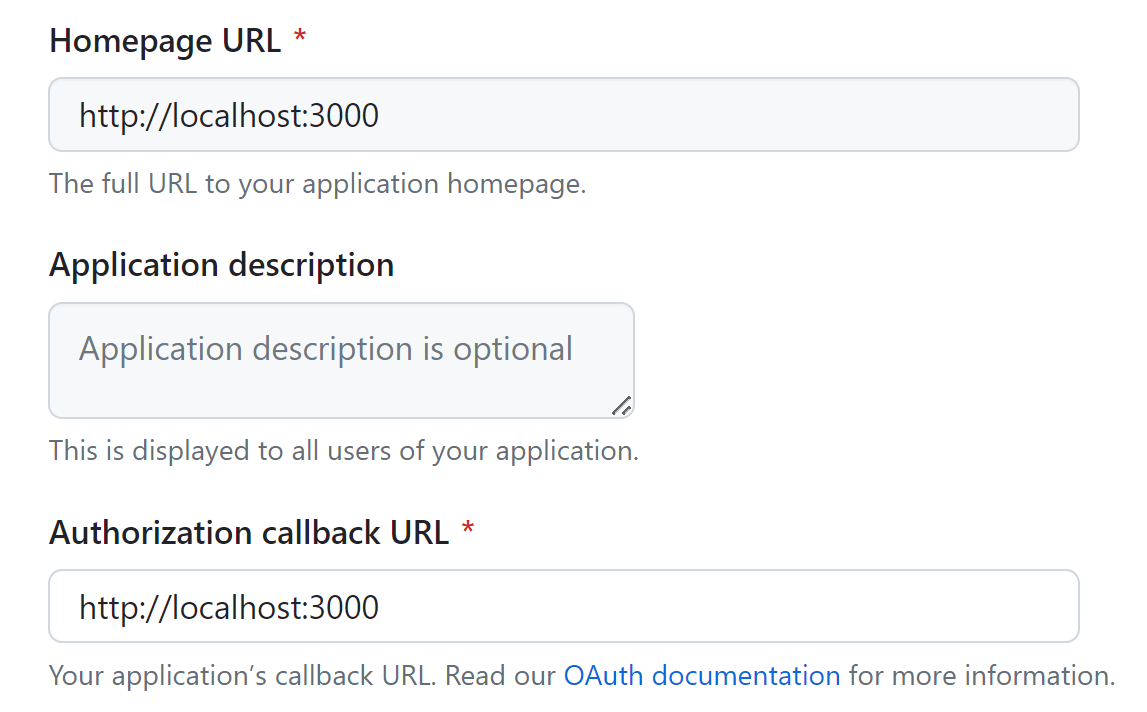 Homepage URL *
http://localhost:3000
The full URL to your application homepage.
Application description
Application description is optional
This is displayed to all users of your application.
Authorization callback URL *
http://localhost:3000
Your application’s callback URL. Read our OAuth documentation for more information.